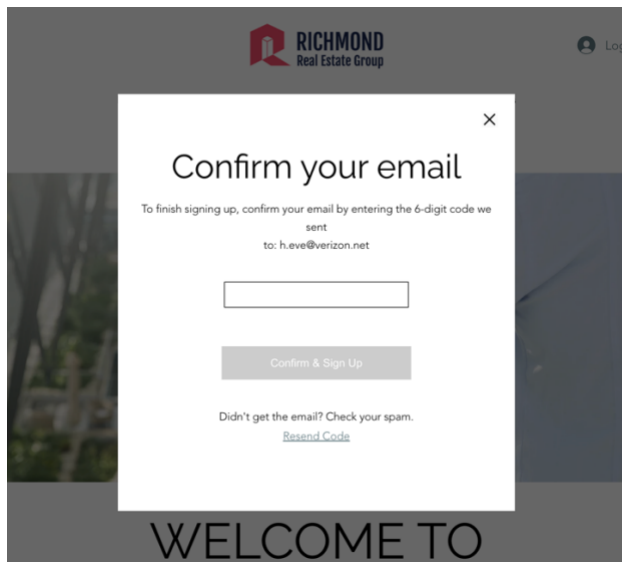 RICHMOND
Real Estate Group
Log
Confirm your email
To finish signing up, confirm your email by entering the 6-digit code we
sent
to: h.eve@verizon.net
Confirm & Sign Up
Didn't get the email? Check your spam.
Resend Code
WELCOME TO